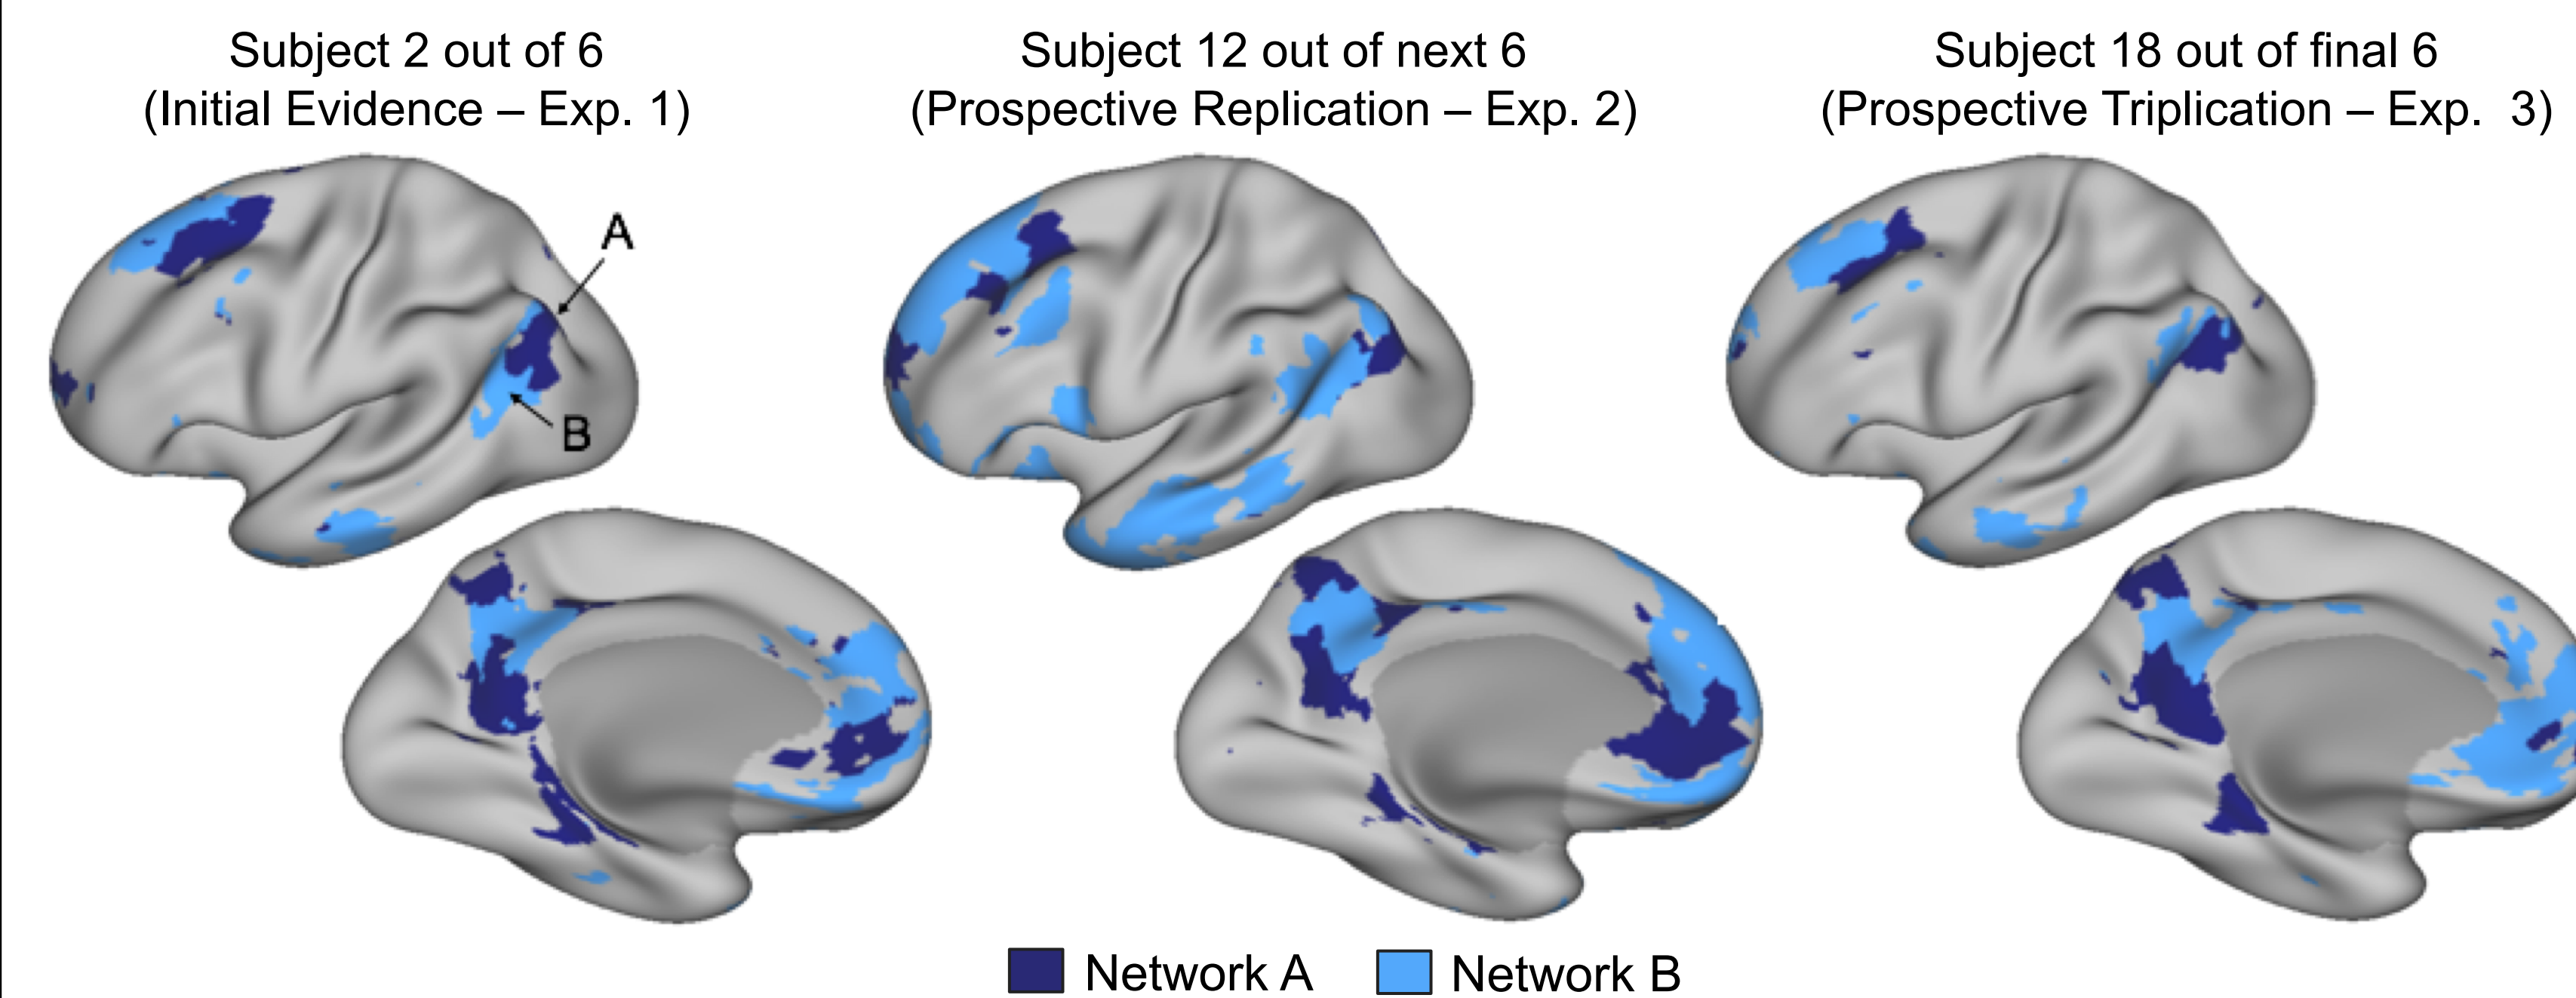 Subject 2 out of 6
(Initial Evidence – Exp. 1)
Subject 12 out of next 6
(Prospective Replication – Exp. 2)
Subject 18 out of final 6
(Prospective Triplication – Exp.  3)
A
B
Network A
Network B